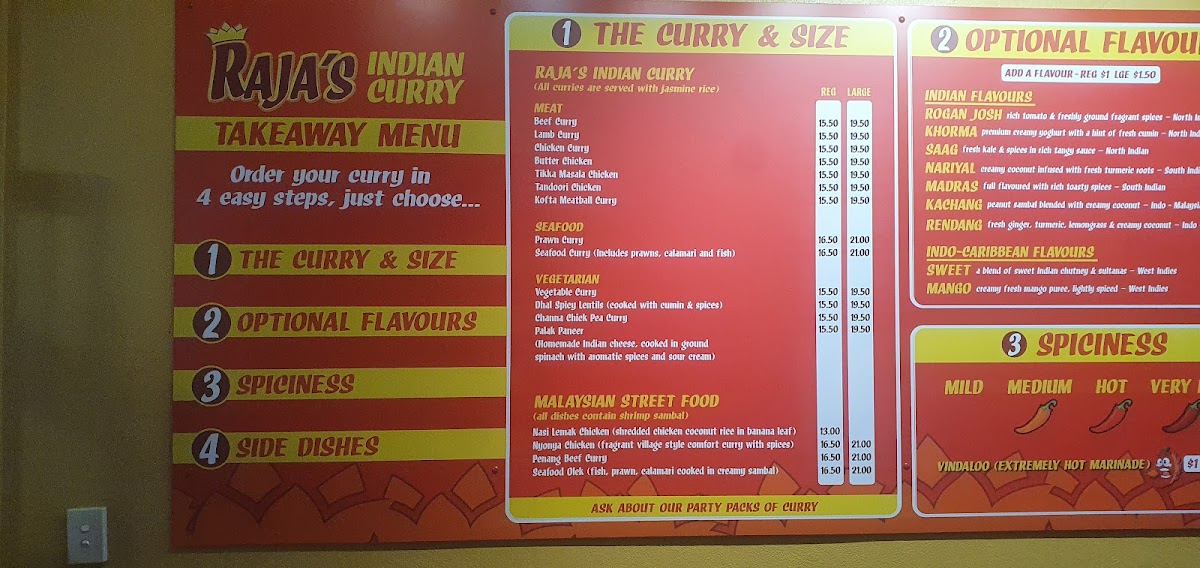 RAJA'S INDIAN CURRY
TAKEAWAY MENU
Order your curry in
4 easy steps, just choose...
1 THE CURRY & SIZE
2 OPTIONAL FLAVOURS
3 SPICINESS
4 SIDE DISHES
1 THE CURRY & SIZE
RAJA'S INDIAN CURRY
(All curries are served with jasmine rice)
REG LARGE
MEAT
Beef Curry 15.50 19.50
Lamb Curry 15.50 19.50
Chicken Curry 15.50 19.50
Butter Chicken 15.50 19.50
Tikka Masala Chicken 15.50 19.50
Tandoori Chicken 15.50 19.50
Kofta Meatball Curry 15.50 19.50
SEAFOOD
Prawn Curry 16.50 21.00
Seafood Curry (Includes prawns, calamari and fish) 16.50 21.00
VEGETARIAN
Vegetable Curry 15.50 19.50
Dhal Spicy Lentils (cooked with cumin & spices) 15.50 19.50
Channa Chick Pea Curry 15.50 19.50
Palak Paneer 15.50 19.50
(Homemade Indian cheese, cooked in ground
spinach with aromatic spices and sour cream)
MALAYSIAN STREET FOOD
(all dishes contain shrimp sambal)
Nasi Lemak Chicken (shredded chicken coconut rice in banana leaf) 13.00
Nyonya Chicken (fragrant village style comfort curry with spices) 16.50 21.00
Penang Beef Curry 16.50 21.00
Seafood Olek (fish, prawn, calamari cooked in creamy sambal) 16.50 21.00
ASK ABOUT OUR PARTY PACKS OF CURRY
2 OPTIONAL FLAVOU
ADD A FLAVOUR - REG $1 LGE $1.50
INDIAN FLAVOURS
ROGAN JOSH rich tomato & freshly ground fragrant spices – North In
KHORMA premium creamy yoghurt with a hint of fresh cumin – North Ind
SAAG fresh kale & spices in rich tangy sauce – North Indian
NARIYAL creamy coconut infused with fresh turmeric roots – South Indi
MADRAS full flavoured with rich toasty spices – South Indian
KACHANG peanut sambal blended with creamy coconut – Indo - Malaysia
RENDANG fresh ginger, turmeric, lemongrass & creamy coconut – Indo
INDO-CARIBBEAN FLAVOURS
SWEET a blend of sweet Indian chutney & sultanas – West Indies
MANGO creamy fresh mango puree, lightly spiced – West Indies
3 SPICINESS
MILD MEDIUM HOT VERY
VINDALOO (EXTREMELY HOT MARINADE) $1